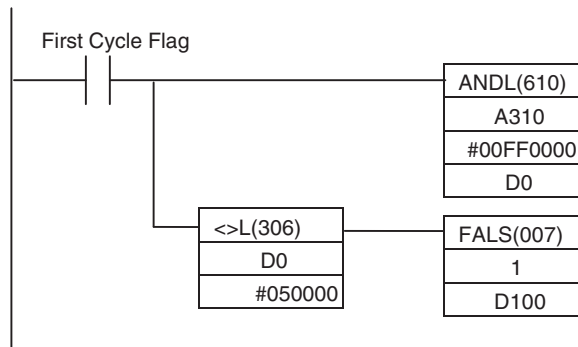 First Cycle Flag
ANDL(610)
A310
#00FF0000
D0
<>L(306)
D0
#050000
FALS(007)
1
D100